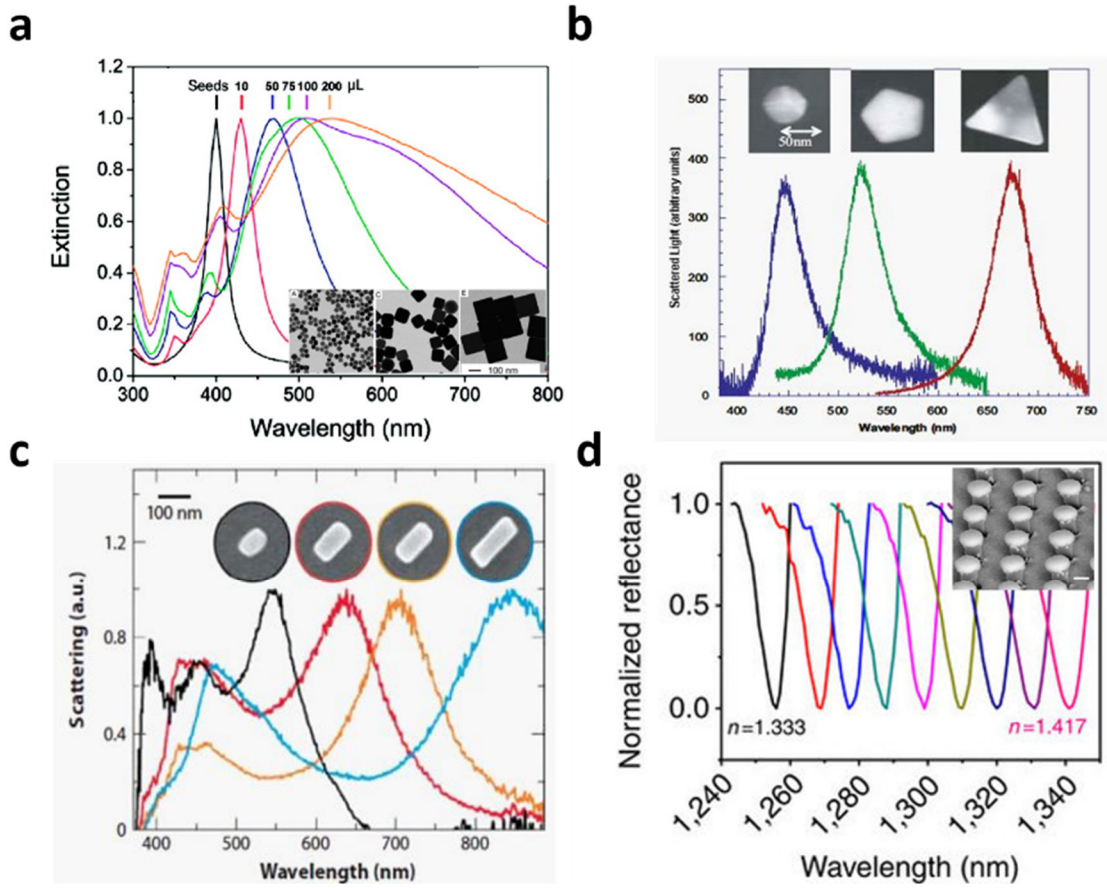 a
Seeds 10 50 75 100 200 μL
1.2
1.0
0.8
0.6
0.4
0.2
0.0
Extinction
300 400 500 600 700 800
Wavelength (nm)
A C E
100 nm
b
500
400
300
200
100
0
Scattered Light (arbitrary units)
50nm
400 450 500 550 600 650 700 750
Wavelength (nm)
c
100 nm
1.2
0.8
0.4
0
Scattering (a.u.)
400 500 600 700 800
Wavelength (nm)
d
1.0
0.5
0.0
Normalized reflectance
n=1.333
n=1.417
1,240 1,260 1,280 1,300 1,320 1,340
Wavelength (nm)